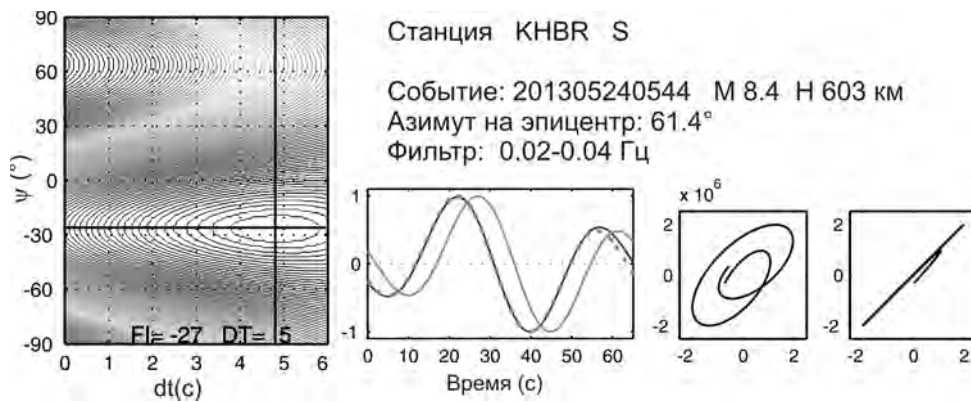 Станция KHBR S
Событие: 201305240544 M 8.4 H 603 км
Азимут на эпицентр: 61.4°
Фильтр: 0.02-0.04 Гц
90
60
30
0
-30
-60
-90
ψ (°)
FI= -27 DT= 5
0 1 2 3 4 5 6
dt(c)
1
0
-1
0 10 20 30 40 50 60
Время (c)
x 10⁶
2
0
-2
-2 0 2
2
0
-2
-2 0 2